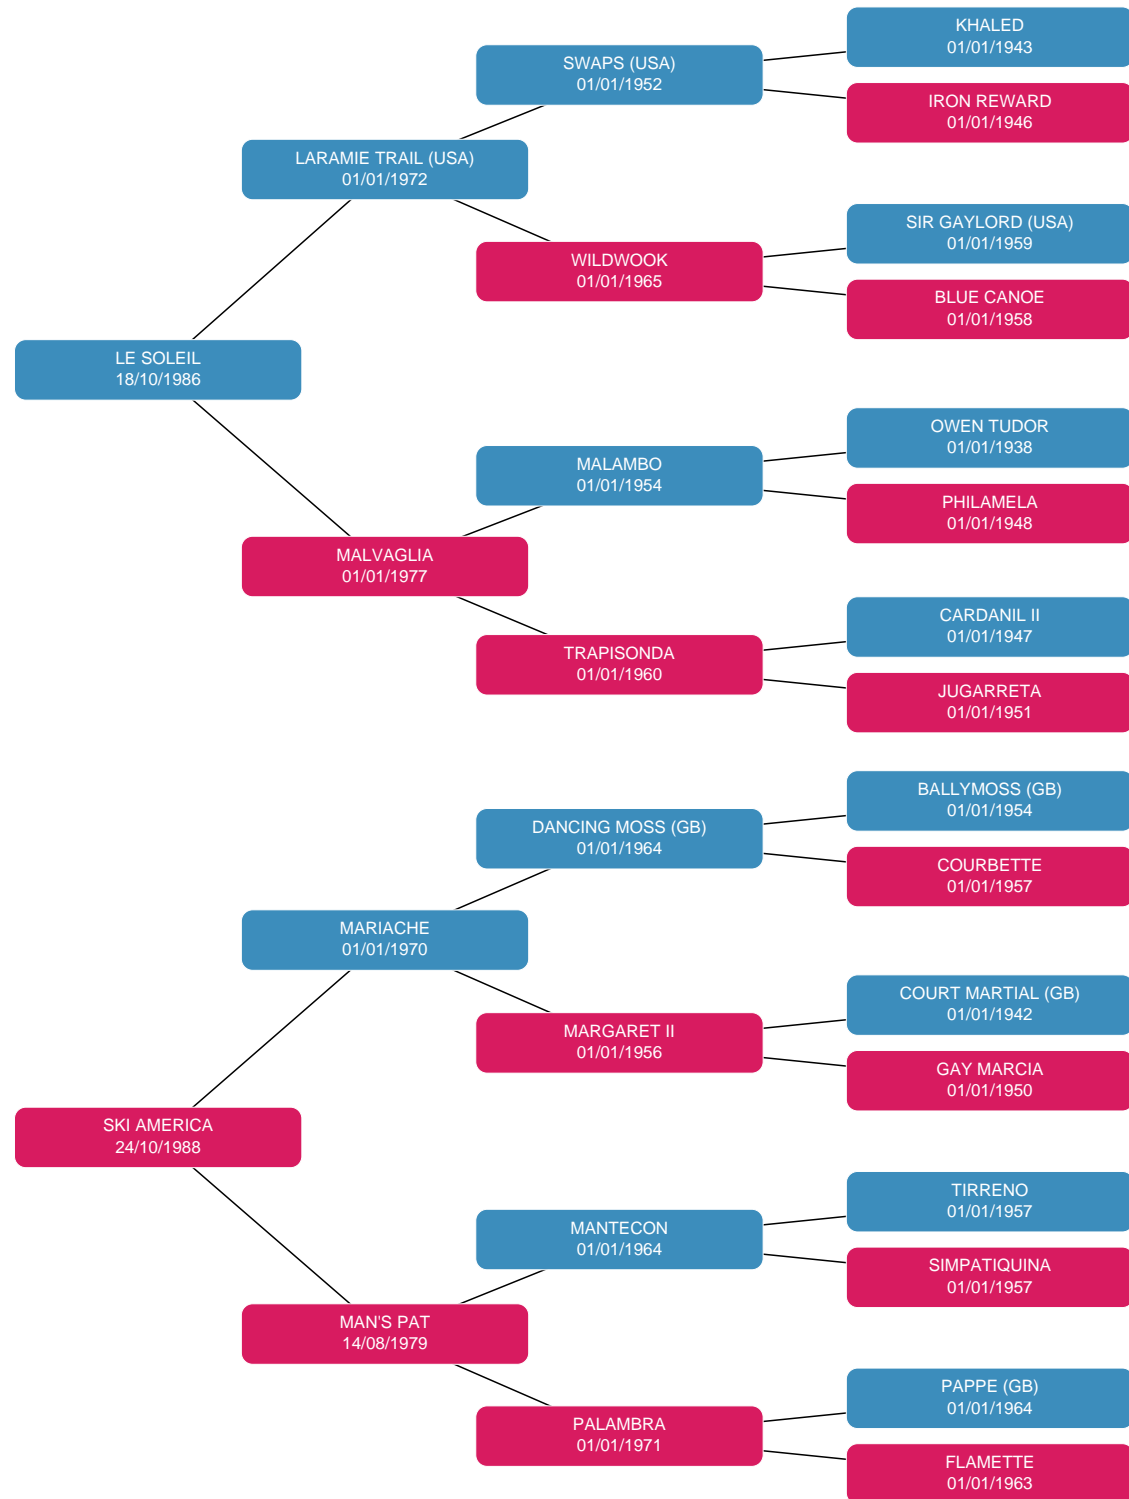 KHALED
01/01/1943
SWAPS (USA)
01/01/1952
IRON REWARD
01/01/1946
LARAMIE TRAIL (USA)
01/01/1972
SIR GAYLORD (USA)
01/01/1959
WILDWOOK
01/01/1965
BLUE CANOE
01/01/1958
LE SOLEIL
18/10/1986
OWEN TUDOR
01/01/1938
MALAMBO
01/01/1954
PHILAMELA
01/01/1948
MALVAGLIA
01/01/1977
CARDANIL II
01/01/1947
TRAPISONDA
01/01/1960
JUGARRETA
01/01/1951
BALLYMOSS (GB)
01/01/1954
DANCING MOSS (GB)
01/01/1964
COURBETTE
01/01/1957
MARIACHE
01/01/1970
COURT MARTIAL (GB)
01/01/1942
MARGARET II
01/01/1956
GAY MARCIA
01/01/1950
SKI AMERICA
24/10/1988
TIRRENO
01/01/1957
MANTECON
01/01/1964
SIMPATIQUINA
01/01/1957
MAN'S PAT
14/08/1979
PAPPE (GB)
01/01/1964
PALAMBRA
01/01/1971
FLAMETTE
01/01/1963